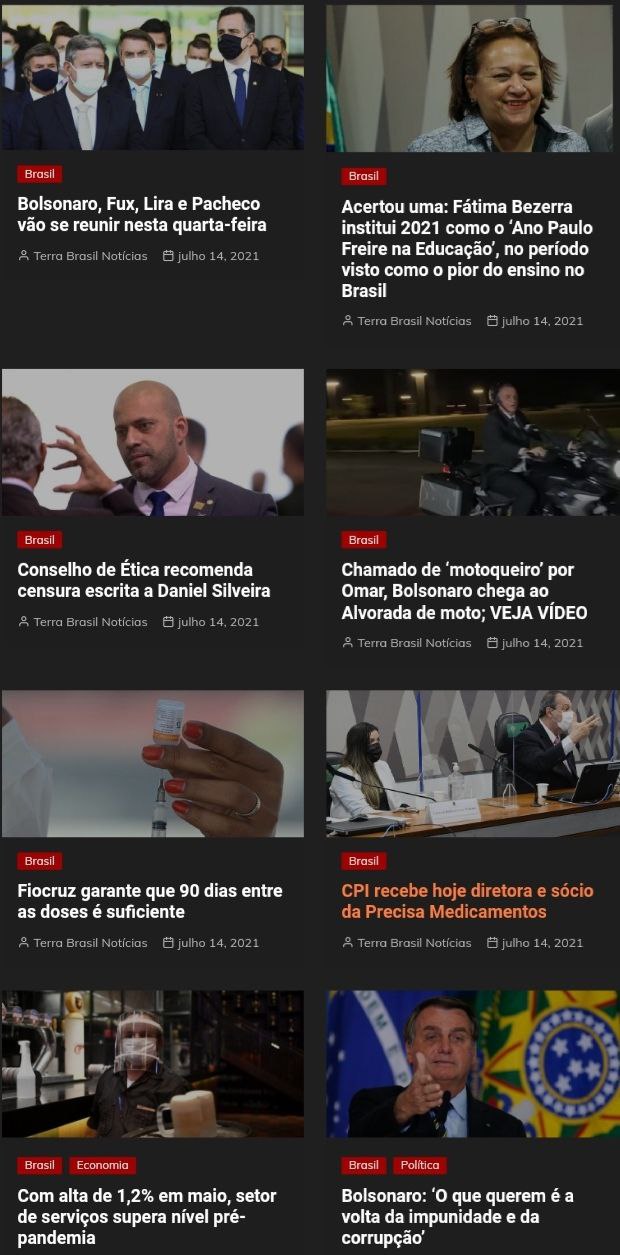 Brasil
Bolsonaro, Fux, Lira e Pacheco
vão se reunir nesta quarta-feira
Terra Brasil Notícias julho 14, 2021
Brasil
Acertou uma: Fátima Bezerra
institui 2021 como o ‘Ano Paulo
Freire na Educação’, no período
visto como o pior do ensino no
Brasil
Terra Brasil Notícias julho 14, 2021
Brasil
Conselho de Ética recomenda
censura escrita a Daniel Silveira
Terra Brasil Notícias julho 14, 2021
Brasil
Chamado de ‘motoqueiro’ por
Omar, Bolsonaro chega ao
Alvorada de moto; VEJA VÍDEO
Terra Brasil Notícias julho 14, 2021
Brasil
Fiocruz garante que 90 dias entre
as doses é suficiente
Terra Brasil Notícias julho 14, 2021
Brasil
CPI recebe hoje diretora e sócio
da Precisa Medicamentos
Terra Brasil Notícias julho 14, 2021
Brasil Economia
Com alta de 1,2% em maio, setor
de serviços supera nível pré-
pandemia
Brasil Política
Bolsonaro: ‘O que querem é a
volta da impunidade e da
corrupção’